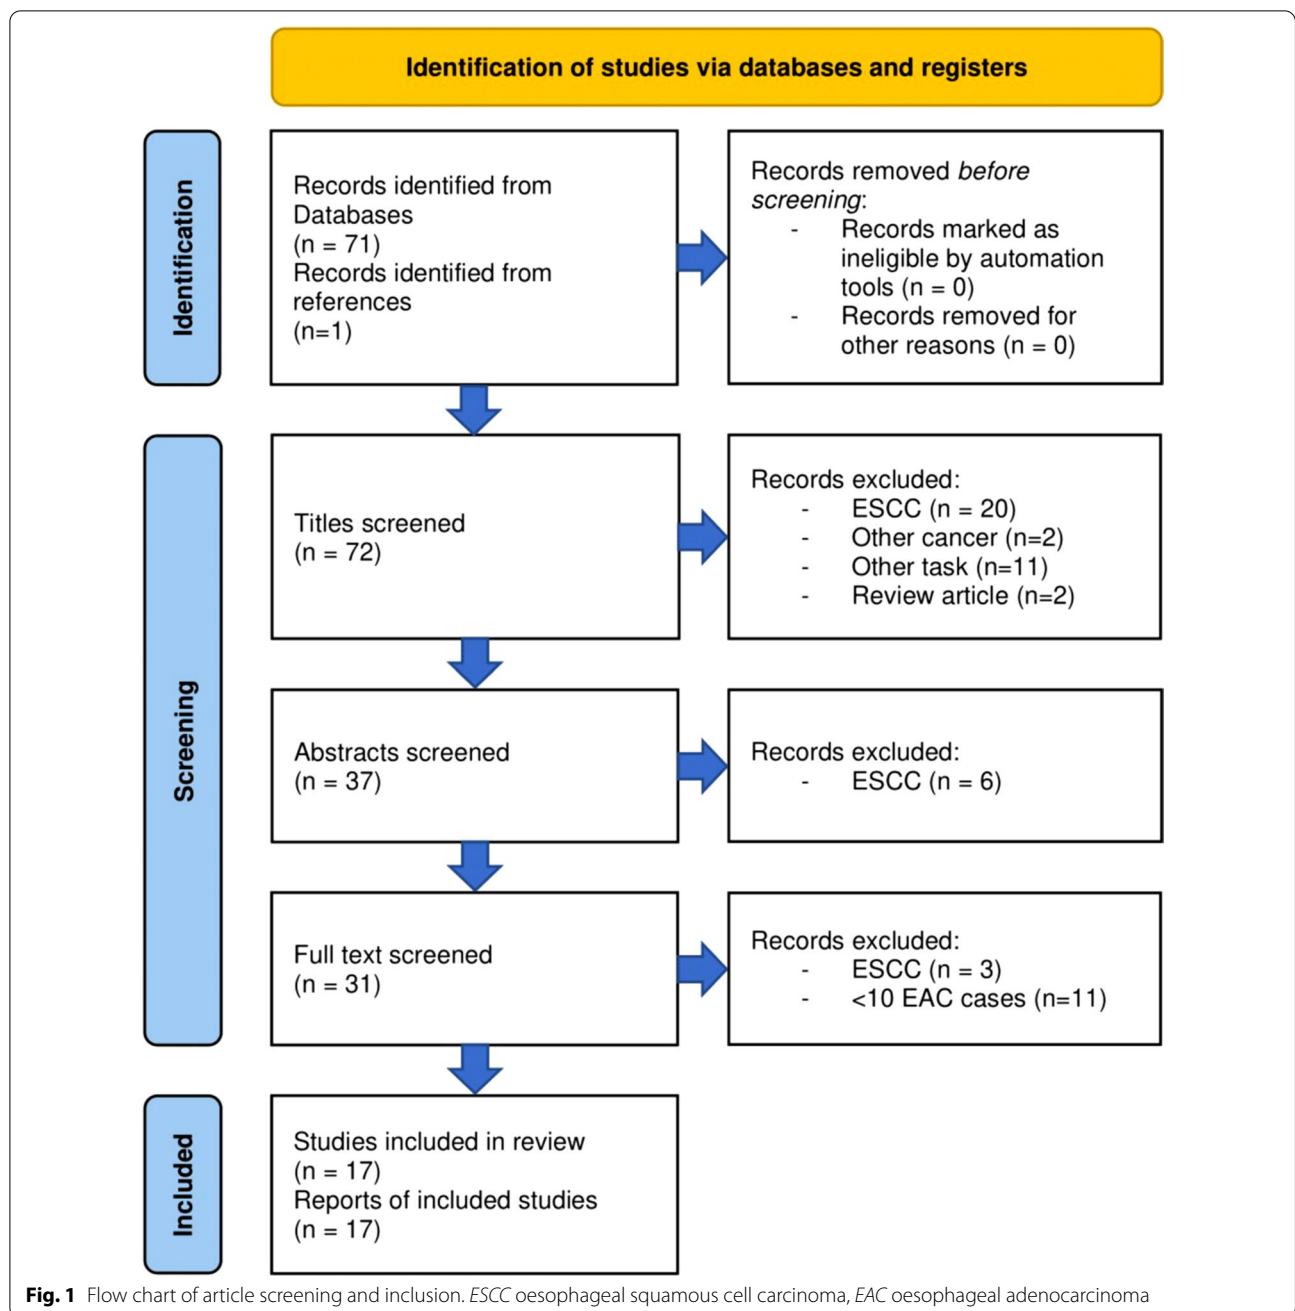 Identification of studies via databases and registers
Identification
Records identified from
Databases
(n = 71)
Records identified from
references
(n=1)
Records removed before
screening:
- Records marked as
ineligible by automation
tools (n = 0)
- Records removed for
other reasons (n = 0)
Screening
Titles screened
(n = 72)
Records excluded:
- ESCC (n = 20)
- Other cancer (n=2)
- Other task (n=11)
- Review article (n=2)
Abstracts screened
(n = 37)
Records excluded:
- ESCC (n = 6)
Full text screened
(n = 31)
Records excluded:
- ESCC (n = 3)
- <10 EAC cases (n=11)
Included
Studies included in review
(n = 17)
Reports of included studies
(n = 17)
Fig. 1 Flow chart of article screening and inclusion. ESCC oesophageal squamous cell carcinoma, EAC oesophageal adenocarcinoma